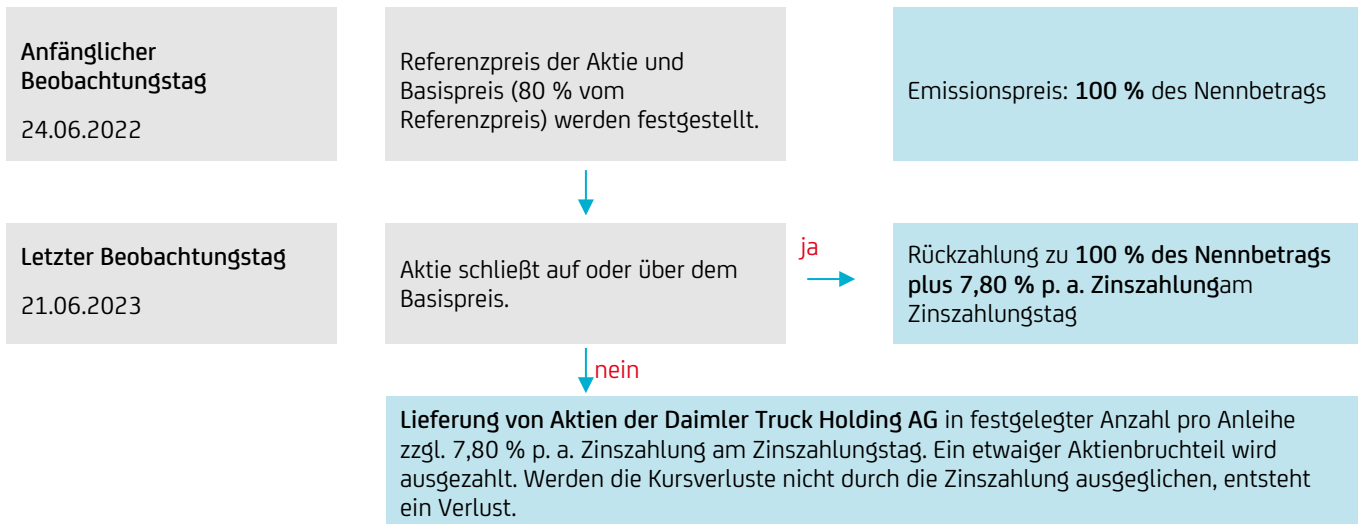 Anfänglicher
Beobachtungstag
24.06.2022
Referenzpreis der Aktie und
Basispreis (80 % vom
Referenzpreis) werden festgestellt.
Emissionspreis: 100 % des Nennbetrags
Letzter Beobachtungstag
21.06.2023
Aktie schließt auf oder über dem
Basispreis.
ja
Rückzahlung zu 100 % des Nennbetrags
plus 7,80 % p. a. Zinszahlungam
Zinszahlungstag
nein
Lieferung von Aktien der Daimler Truck Holding AG in festgelegter Anzahl pro Anleihe
zzgl. 7,80 % p. a. Zinszahlung am Zinszahlungstag. Ein etwaiger Aktienbruchteil wird
ausgezahlt. Werden die Kursverluste nicht durch die Zinszahlung ausgeglichen, entsteht
ein Verlust.